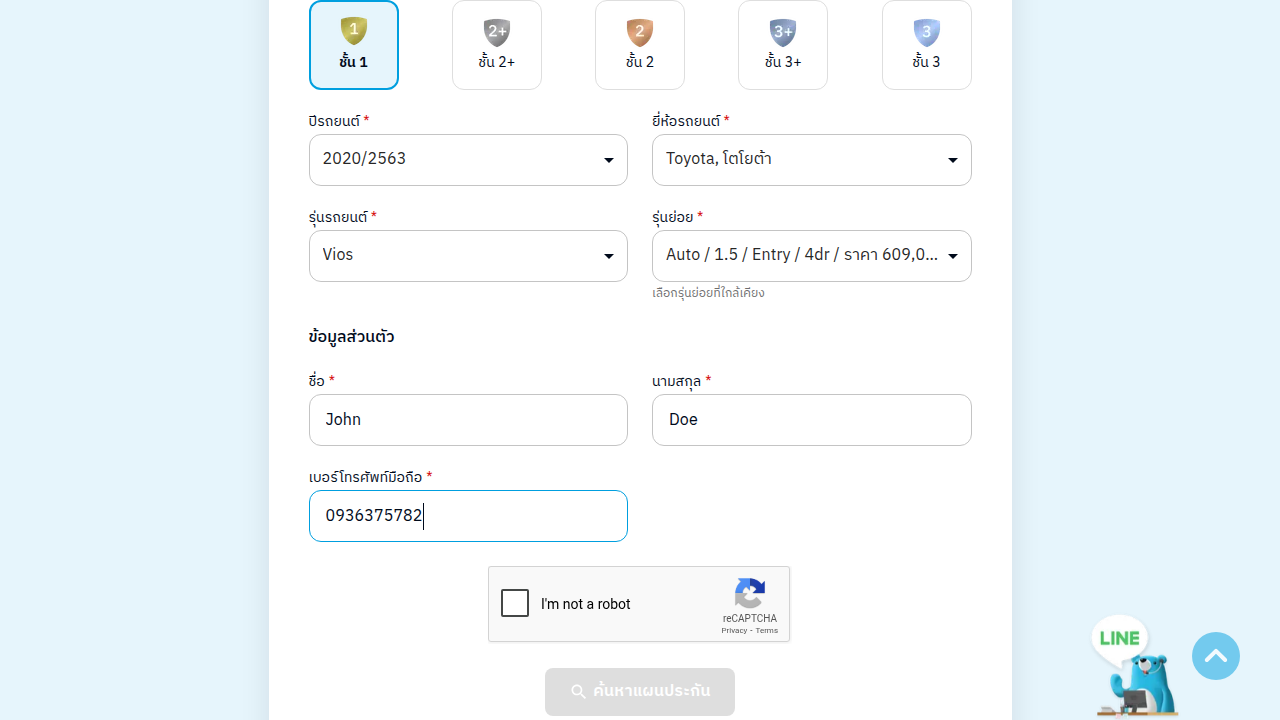 1
ชั้น 1
2+
ชั้น 2+
2
ชั้น 2
3+
ชั้น 3+
3
ชั้น 3
ปีรถยนต์ *
ยี่ห้อรถยนต์ *
2020/2563
Toyota, โตโยต้า
รุ่นรถยนต์ *
รุ่นย่อย *
Vios
Auto / 1.5 / Entry / 4dr / ราคา 609,0...
เลือกรุ่นย่อยที่ใกล้เคียง
ข้อมูลส่วนตัว
ชื่อ *
นามสกุล *
John
Doe
เบอร์โทรศัพท์มือถือ *
0936375782
I'm not a robot
reCAPTCHA
Privacy - Terms
LINE
ค้นหาแผนประกัน